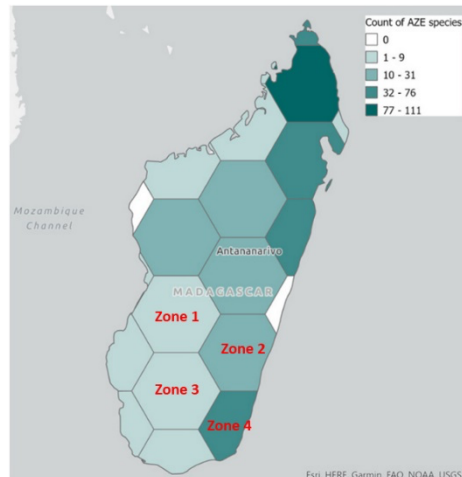 Count of AZE species
0
1 - 9
10 - 31
32 - 76
77 - 111
Mozambique
Channel
Antananarivo
MADAGASCAR
Zone 1
Zone 2
Zone 3
Zone 4
Esri, HERE, Garmin, FAO, NOAA, USGS